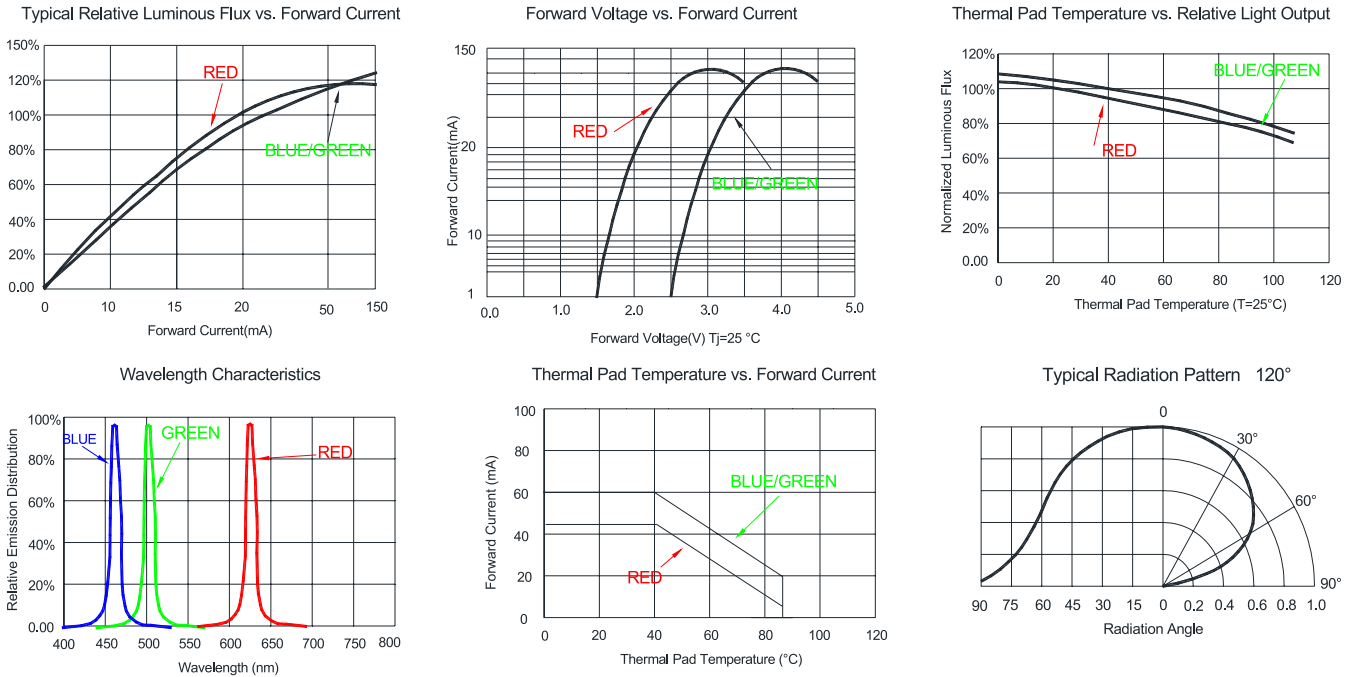 Typical Relative Luminous Flux vs. Forward Current
150%
120%
100%
80%
60%
40%
20%
0.00
RED
BLUE/GREEN
0 10 15 20 50 150
Forward Current(mA)
Forward Voltage vs. Forward Current
Forward Current(mA)
150
20
10
1
RED
BLUE/GREEN
0.0 1.0 2.0 3.0 4.0 5.0
Forward Voltage(V) Tj=25 °C
Thermal Pad Temperature vs. Relative Light Output
Normalized Luminous Flux
120%
100%
80%
60%
40%
20%
0.00
BLUE/GREEN
RED
0 20 40 60 80 100 120
Thermal Pad Temperature (T=25°C)
Wavelength Characteristics
Relative Emission Distribution
100%
80%
60%
40%
20%
0.00
BLUE
GREEN
RED
400 450 500 550 600 650 700 750 800
Wavelength (nm)
Thermal Pad Temperature vs. Forward Current
Forward Current (mA)
100
80
60
40
20
0
BLUE/GREEN
RED
0 20 40 60 80 100 120
Thermal Pad Temperature (°C)
Typical Radiation Pattern 120°
0
30°
60°
90°
90 75 60 45 30 15 0 0.2 0.4 0.6 0.8 1.0
Radiation Angle